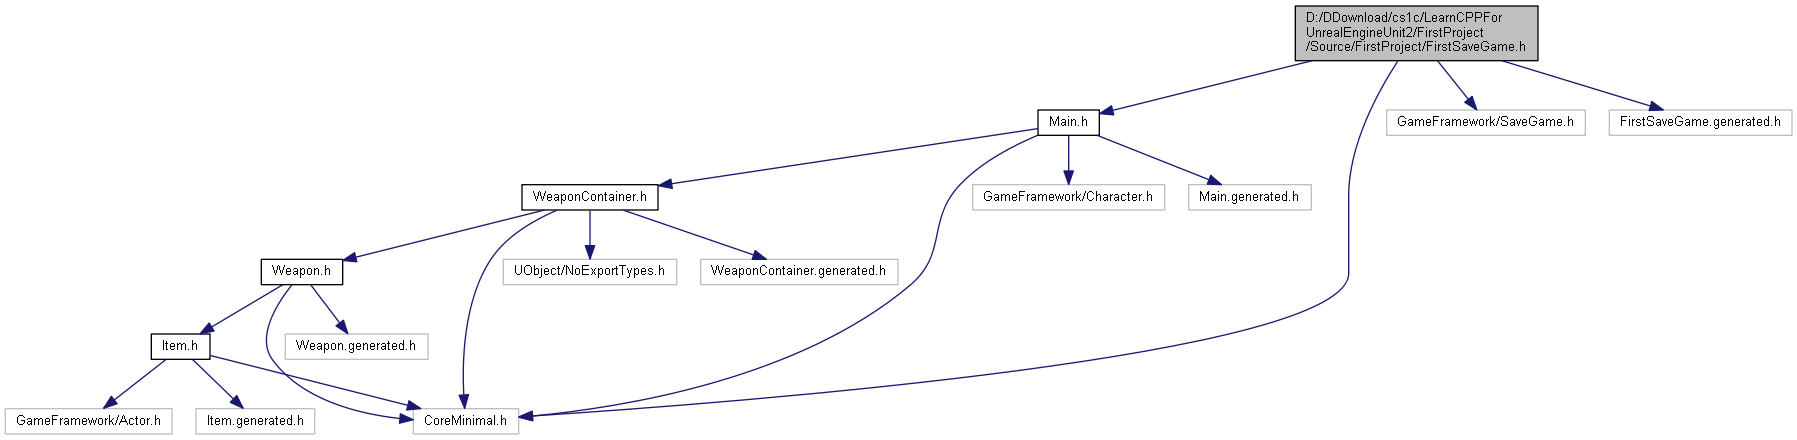 D:/DDownload/cs1c/LearnCPPFor
UnrealEngineUnit2/FirstProject
/Source/FirstProject/FirstSaveGame.h
Main.h
GameFramework/SaveGame.h
FirstSaveGame.generated.h
WeaponContainer.h
GameFramework/Character.h
Main.generated.h
Weapon.h
UObject/NoExportTypes.h
WeaponContainer.generated.h
Item.h
Weapon.generated.h
GameFramework/Actor.h
Item.generated.h
CoreMinimal.h